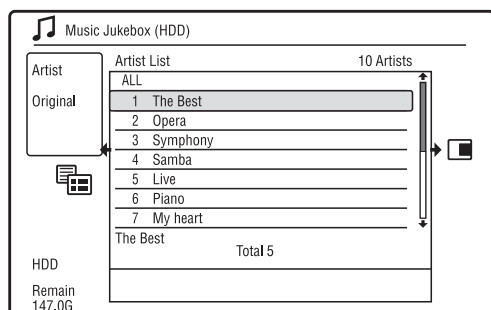 Music Jukebox (HDD)
Artist
Original
Artist List 10 Artists
ALL
1 The Best
2 Opera
3 Symphony
4 Samba
5 Live
6 Piano
7 My heart
The Best
Total 5
HDD
Remain
147.0G